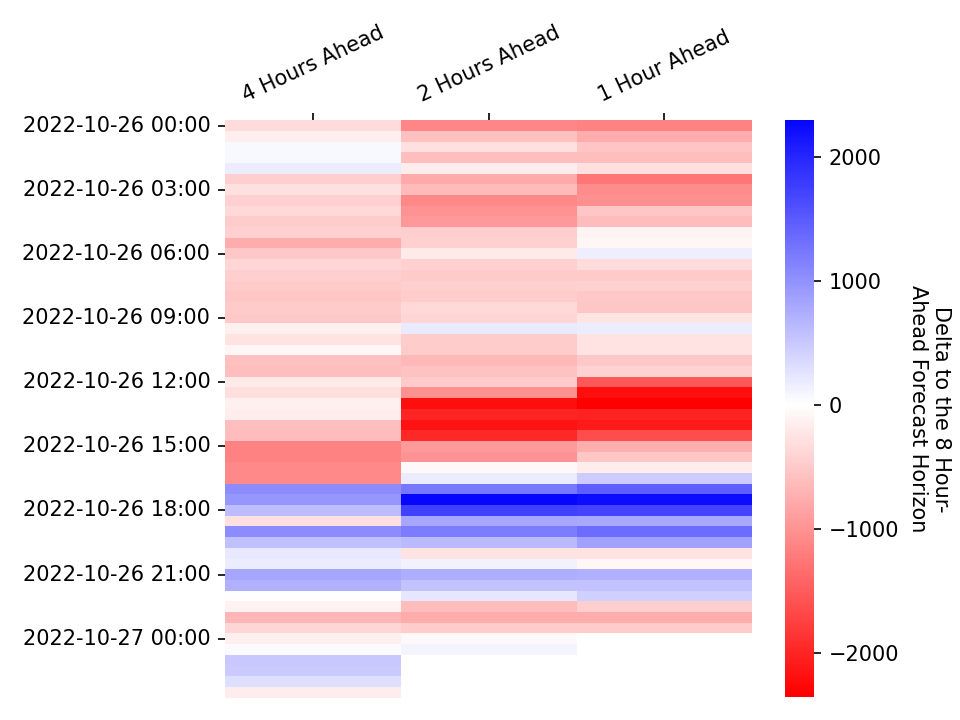 4 Hours Ahead
2 Hours Ahead
1 Hour Ahead
2022-10-26 00:00
2022-10-26 03:00
2022-10-26 06:00
2022-10-26 09:00
2022-10-26 12:00
2022-10-26 15:00
2022-10-26 18:00
2022-10-26 21:00
2022-10-27 00:00
2000
1000
0
−1000
−2000
Delta to the 8 Hour-
Ahead Forecast Horizon